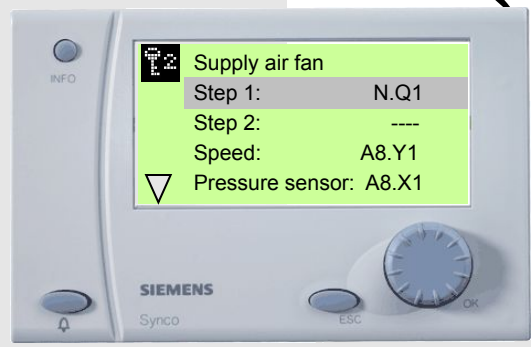 INFO
2
Supply air fan
Step 1: N.Q1
Step 2: ----
Speed: A8.Y1
Pressure sensor: A8.X1
SIEMENS
Synco
ESC
OK